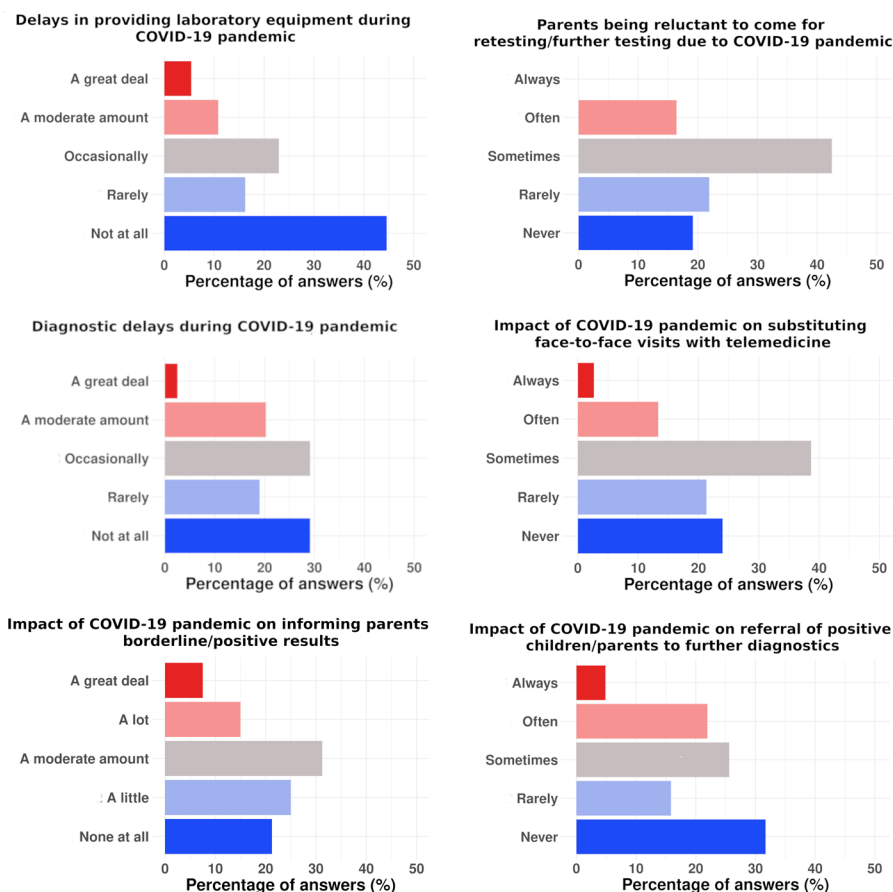 Delays in providing laboratory equipment during
COVID-19 pandemic
A great deal
A moderate amount
Occasionally
Rarely
Not at all
0 10 20 30 40 50
Percentage of answers (%)
Parents being reluctant to come for
retesting/further testing due to COVID-19 pandemic
Always
Often
Sometimes
Rarely
Never
0 10 20 30 40 50
Percentage of answers (%)
Diagnostic delays during COVID-19 pandemic
A great deal
A moderate amount
Occasionally
Rarely
Not at all
0 10 20 30 40 50
Percentage of answers (%)
Impact of COVID-19 pandemic on substituting
face-to-face visits with telemedicine
Always
Often
Sometimes
Rarely
Never
0 10 20 30 40 50
Percentage of answers (%)
Impact of COVID-19 pandemic on informing parents
borderline/positive results
A great deal
A lot
A moderate amount
A little
None at all
0 10 20 30 40 50
Percentage of answers (%)
Impact of COVID-19 pandemic on referral of positive
children/parents to further diagnostics
Always
Often
Sometimes
Rarely
Never
0 10 20 30 40 50
Percentage of answers (%)